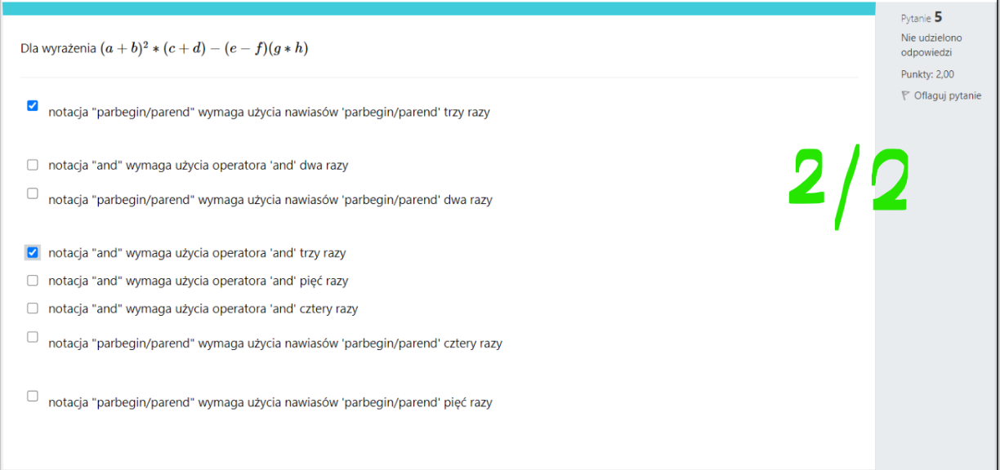 Dla wyrażenia (a + b)² * (c + d) − (e − f)(g * h)
notacja "parbegin/parend" wymaga użycia nawiasów 'parbegin/parend' trzy razy
notacja "and" wymaga użycia operatora 'and' dwa razy
notacja "parbegin/parend" wymaga użycia nawiasów 'parbegin/parend' dwa razy
notacja "and" wymaga użycia operatora 'and' trzy razy
notacja "and" wymaga użycia operatora 'and' pięć razy
notacja "and" wymaga użycia operatora 'and' cztery razy
notacja "parbegin/parend" wymaga użycia nawiasów 'parbegin/parend' cztery razy
notacja "parbegin/parend" wymaga użycia nawiasów 'parbegin/parend' pięć razy
2/2
Pytanie 5
Nie udzielono
odpowiedzi
Punkty: 2,00
Oflaguj pytanie